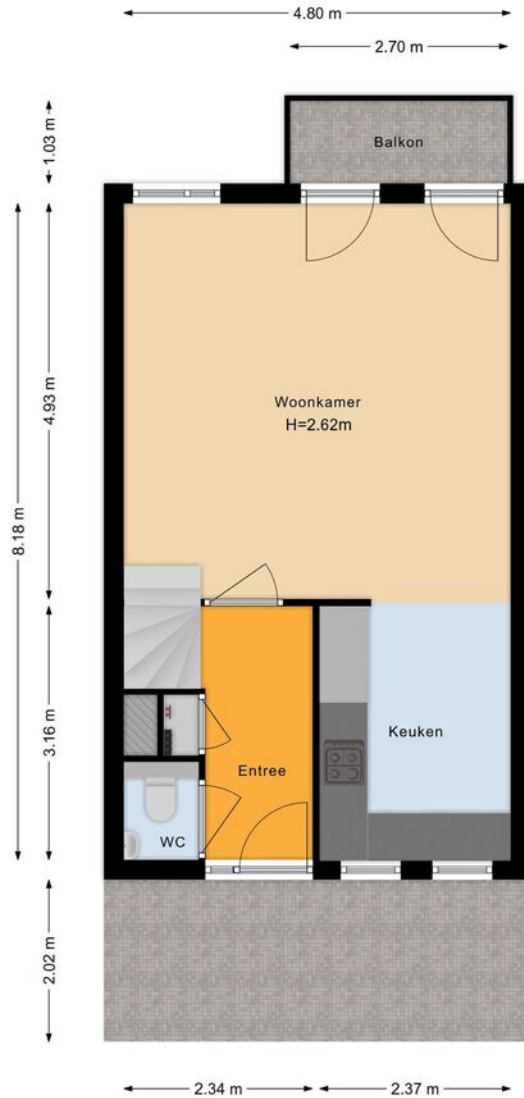 4.80 m
2.70 m
1.03 m
Balkon
4.93 m
Woonkamer
H=2.62m
8.18 m
3.16 m
Keuken
Entree
WC
2.02 m
2.34 m
2.37 m